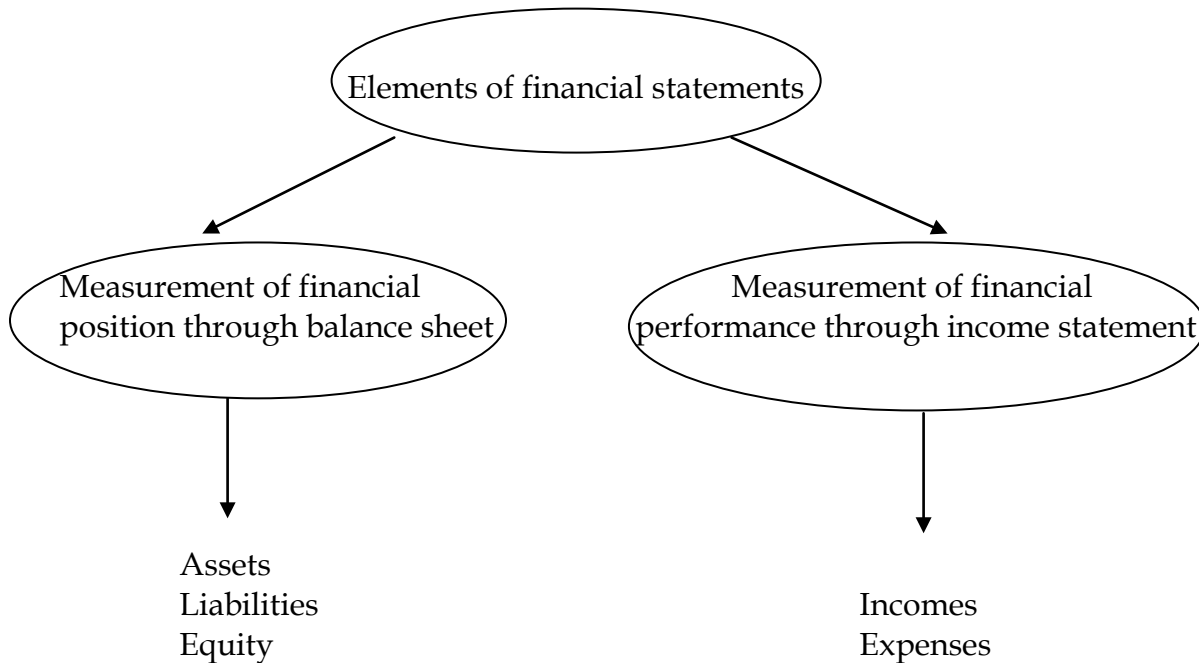 Elements of financial statements
Measurement of financial
position through balance sheet
Measurement of financial
performance through income statement
Assets
Liabilities
Equity
Incomes
Expenses